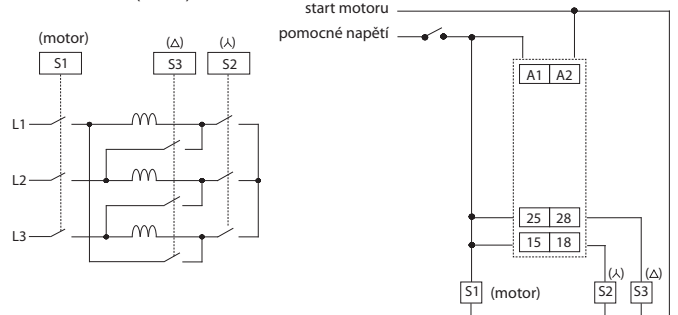 start motoru
pomocné napětí
(motor)
(△)
(⅄)
S1
S3
S2
L1
L2
L3
A1 A2
25 28
15 18
S1 (motor)
(⅄)
S2
(△)
S3